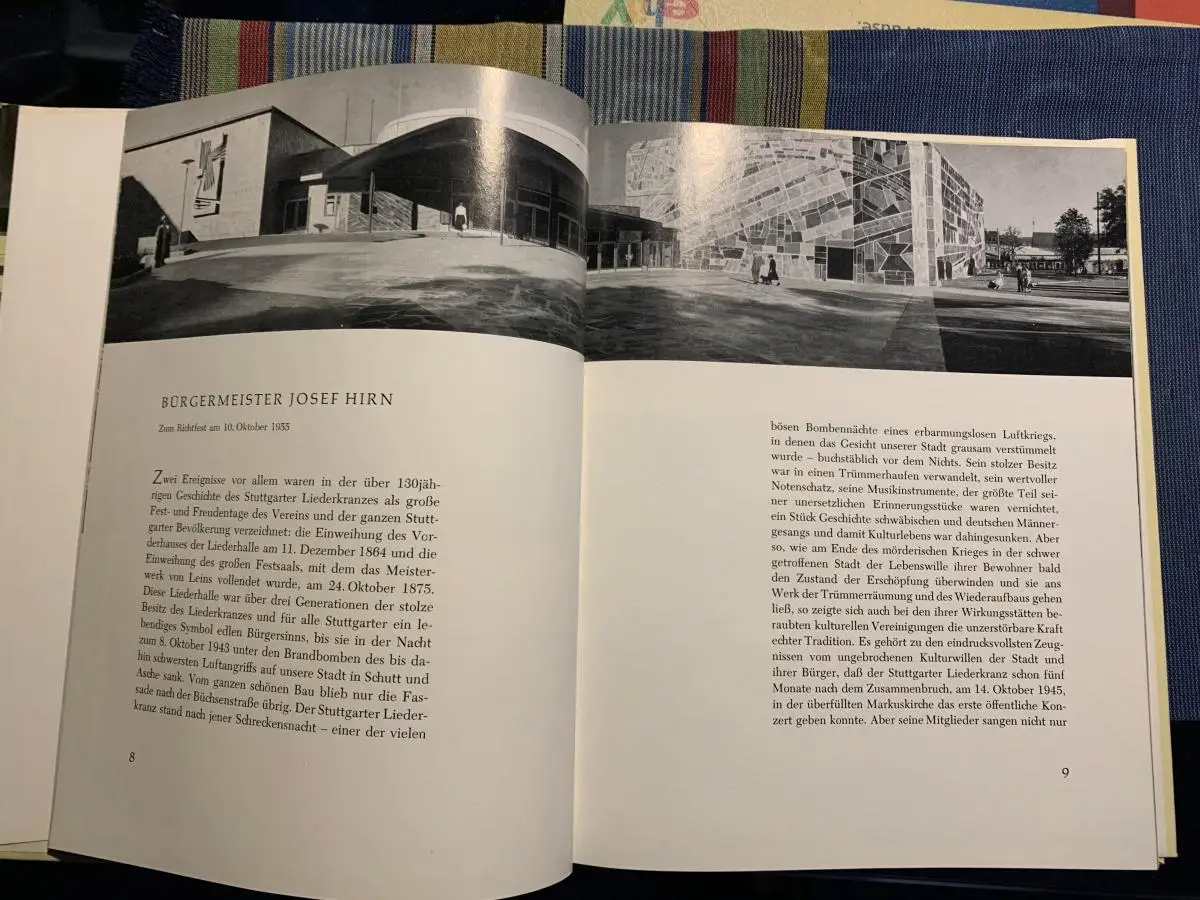 BÜRGERMEISTER JOSEF HIRN
Zum Richtfest am 10. Oktober 1955
Zwei Ereignisse vor allem waren in der über 130jäh-
rigen Geschichte des Stuttgarter Liederkranzes als große
Fest- und Freudentage des Vereins und der ganzen Stutt-
garter Bevölkerung verzeichnet: die Einweihung des Vor-
derhauses der Liederhalle am 11. Dezember 1864 und die
Einweihung des großen Festsaals, mit dem das Meister-
werk von Leins vollendet wurde, am 24. Oktober 1875.
Diese Liederhalle war über drei Generationen der stolze
Besitz des Liederkranzes und für alle Stuttgarter ein le-
bendiges Symbol edlen Bürgersinns, bis sie in der Nacht
zum 8. Oktober 1943 unter den Brandbomben des bis da-
hin schwersten Luftangriffs auf unsere Stadt in Schutt und
Asche sank. Vom ganzen schönen Bau blieb nur die Fas-
sade nach der Büchsenstraße übrig. Der Stuttgarter Lieder-
kranz stand nach jener Schreckensnacht – einer der vielen
8
bösen Bombennächte eines erbarmungslosen Luftkriegs,
in denen das Gesicht unserer Stadt grausam verstümmelt
wurde – buchstäblich vor dem Nichts. Sein stolzer Besitz
war in einen Trümmerhaufen verwandelt, sein wertvoller
Notenschatz, seine Musikinstrumente, der größte Teil sei-
ner unersetzlichen Erinnerungsstücke waren vernichtet,
ein Stück Geschichte schwäbischen und deutschen Männer-
gesangs und damit Kulturlebens war dahingesunken. Aber
so, wie am Ende des mörderischen Krieges in der schwer
getroffenen Stadt der Lebenswille ihrer Bewohner bald
den Zustand der Erschöpfung überwinden und sie ans
Werk der Trümmerräumung und des Wiederaufbaus gehen
ließ, so zeigte sich auch bei den ihrer Wirkungsstätten be-
raubten kulturellen Vereinigungen die unzerstörbare Kraft
echter Tradition. Es gehört zu den eindrucksvollsten Zeug-
nissen vom ungebrochenen Kulturwillen der Stadt und
ihrer Bürger, daß der Stuttgarter Liederkranz schon fünf
Monate nach dem Zusammenbruch, am 14. Oktober 1945,
in der überfüllten Markuskirche das erste öffentliche Kon-
zert geben konnte. Aber seine Mitglieder sangen nicht nur
9